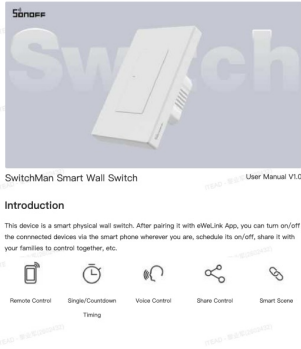 SONOFF
Switch
SwitchMan Smart Wall Switch
User Manual V1.0
Introduction
This device is a smart physical wall switch. After pairing it with eWeLink App, you can turn on/off
the connnected devices via the smart phone wherever you are, schedule its on/off, share it with
your families to control together, etc.
Remote Control
Single/Countdown
Timing
Voice Control
Share Control
Smart Scene